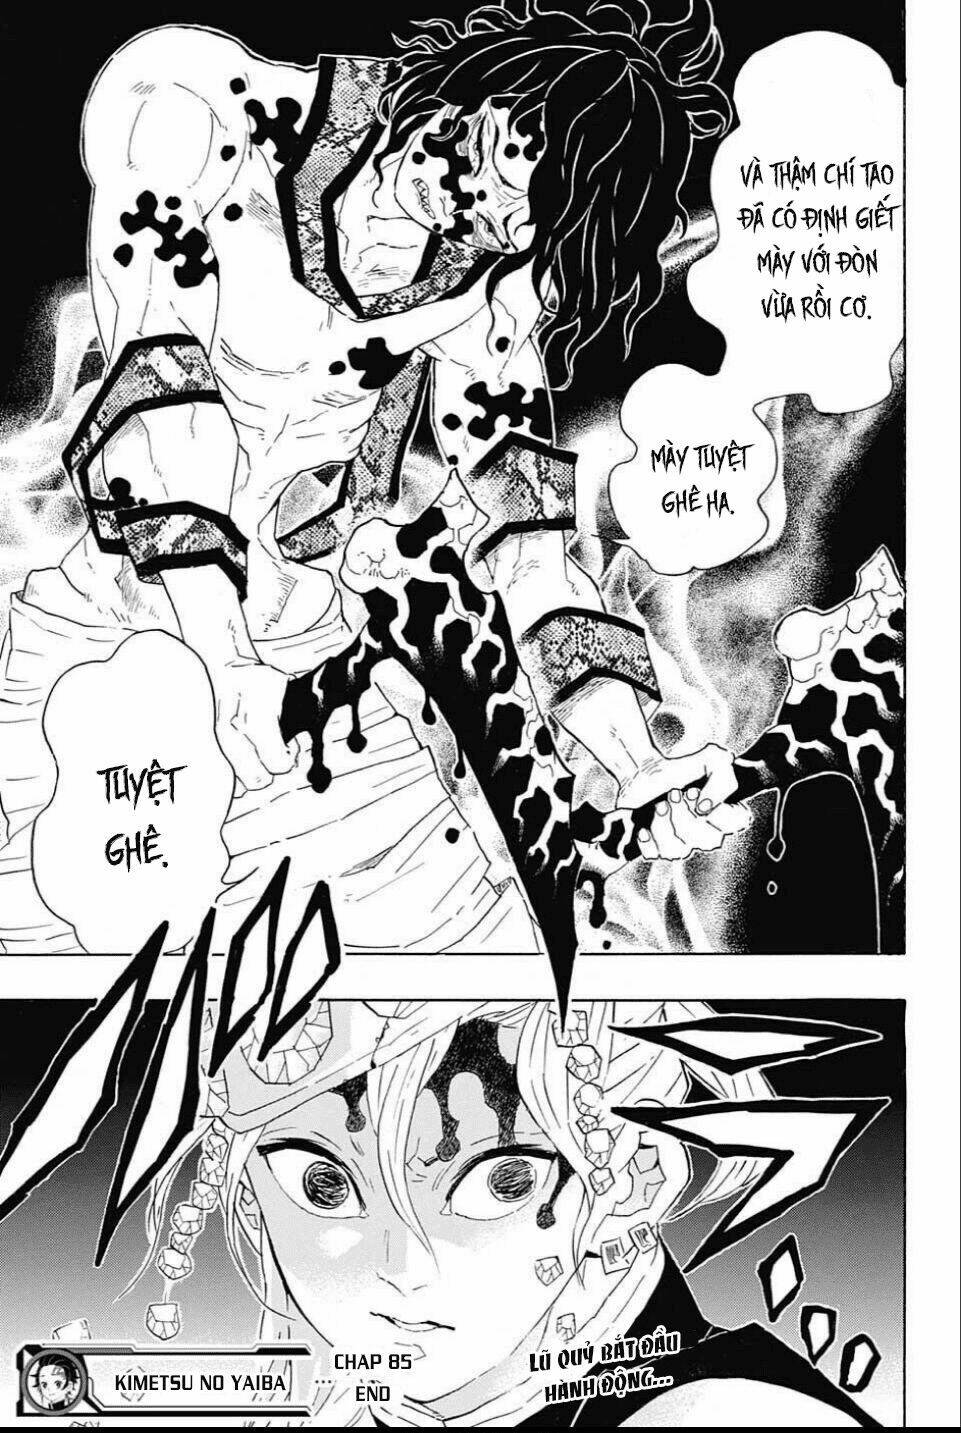 VÀ THẬM CHÍ TAO
ĐÃ CÓ ĐỊNH GIẾT
MÀY VỚI ĐÒN
VỪA RỒI CƠ.
MÀY TUYỆT
GHÊ HA.
TUYỆT
GHÊ.
LŨ QUỶ BẮT ĐẦU
HÀNH ĐỘNG...
KIMETSU NO YAIBA
CHAP 85
.... END